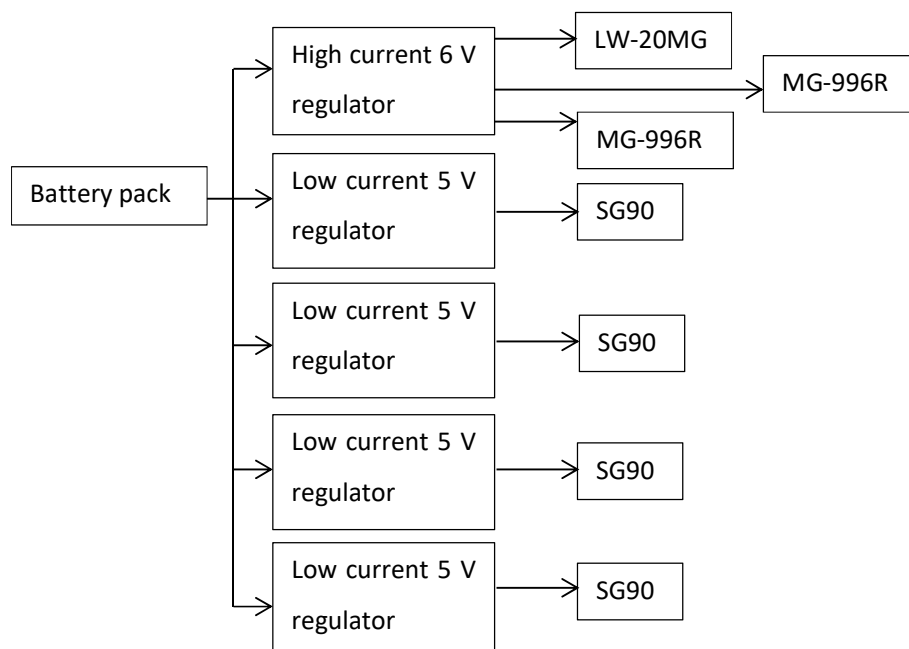 High current 6 V
regulator
LW-20MG
MG-996R
MG-996R
Battery pack
Low current 5 V
regulator
SG90
Low current 5 V
regulator
SG90
Low current 5 V
regulator
SG90
Low current 5 V
regulator
SG90